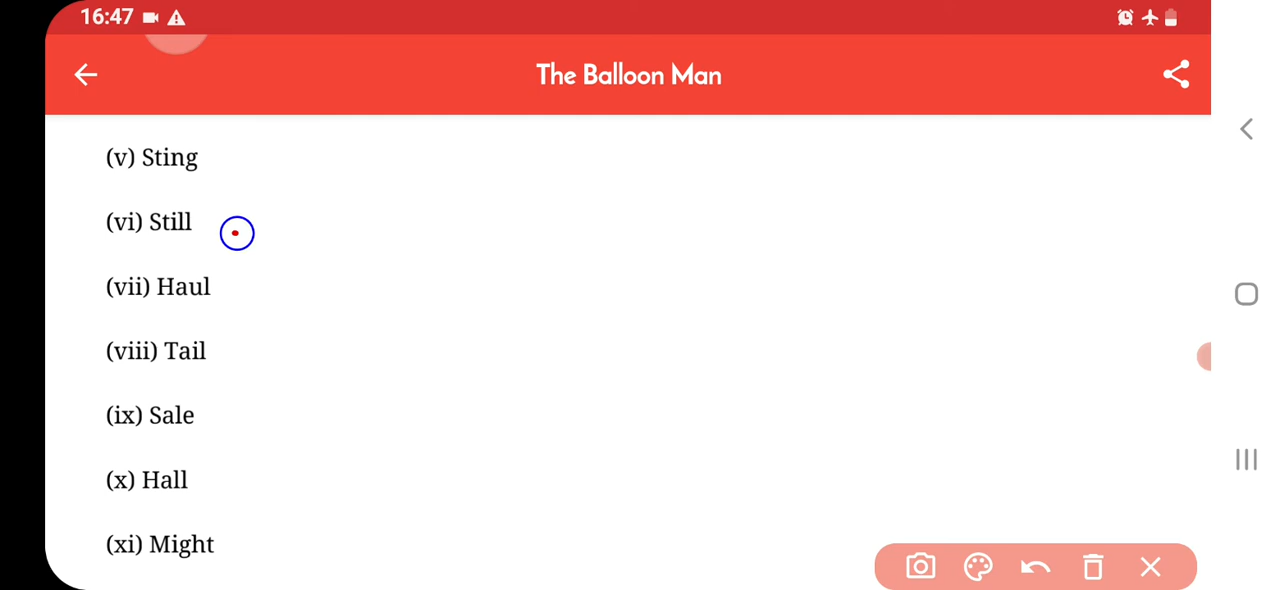 16:47
The Balloon Man
(v) Sting
(vi) Still
(vii) Haul
(viii) Tail
(ix) Sale
(x) Hall
(xi) Might